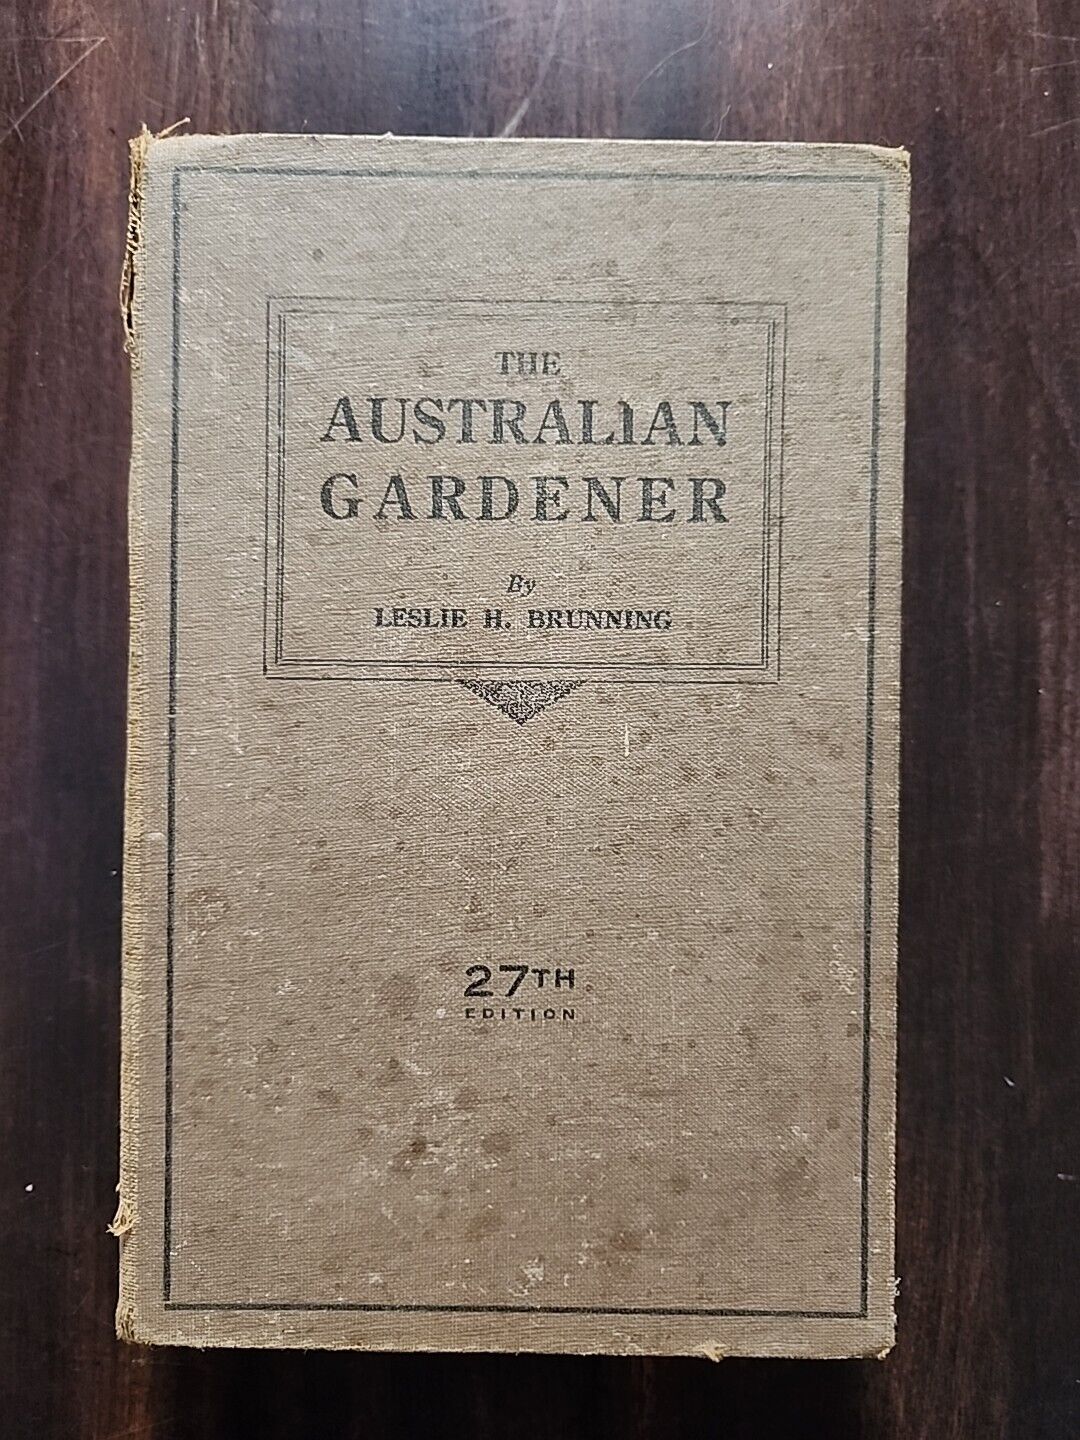 THE
AUSTRALIAN
GARDENER
By
LESLIE H. BRUNNING
27TH
EDITION